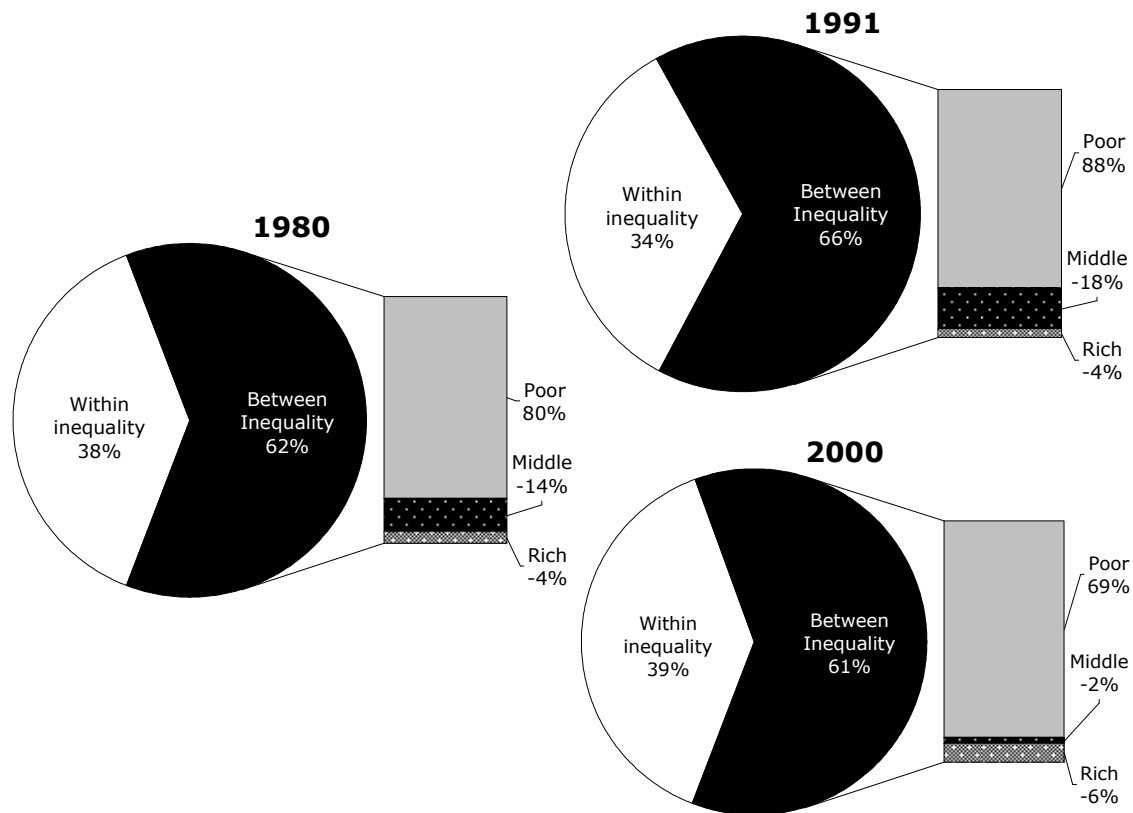 1980
Within
inequality
38%
Between
Inequality
62%
Poor
80%
Middle
-14%
Rich
-4%
1991
Within
inequality
34%
Between
Inequality
66%
Poor
88%
Middle
-18%
Rich
-4%
2000
Within
inequality
39%
Between
Inequality
61%
Poor
69%
Middle
-2%
Rich
-6%